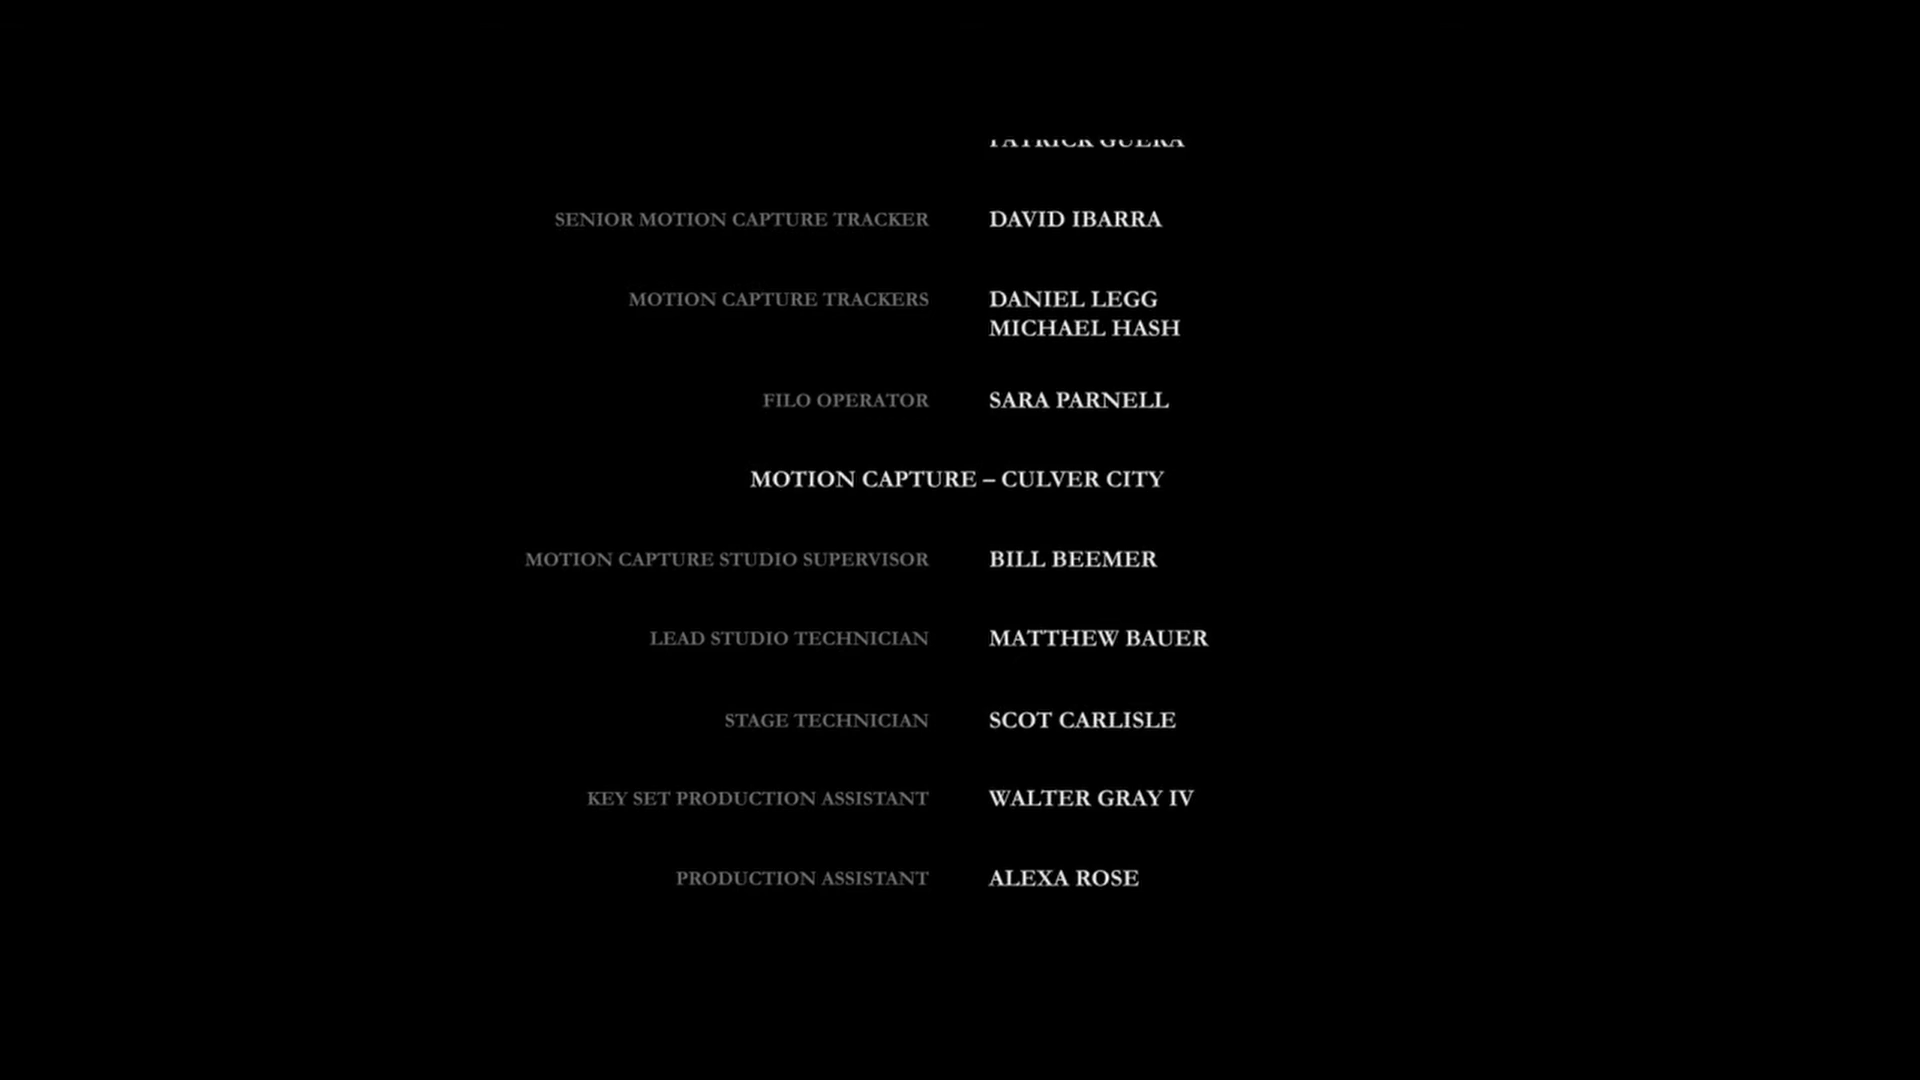 PATRICK GUERA
SENIOR MOTION CAPTURE TRACKER DAVID IBARRA
MOTION CAPTURE TRACKERS DANIEL LEGG
MICHAEL HASH
FILO OPERATOR SARA PARNELL
MOTION CAPTURE – CULVER CITY
MOTION CAPTURE STUDIO SUPERVISOR BILL BEEMER
LEAD STUDIO TECHNICIAN MATTHEW BAUER
STAGE TECHNICIAN SCOT CARLISLE
KEY SET PRODUCTION ASSISTANT WALTER GRAY IV
PRODUCTION ASSISTANT ALEXA ROSE